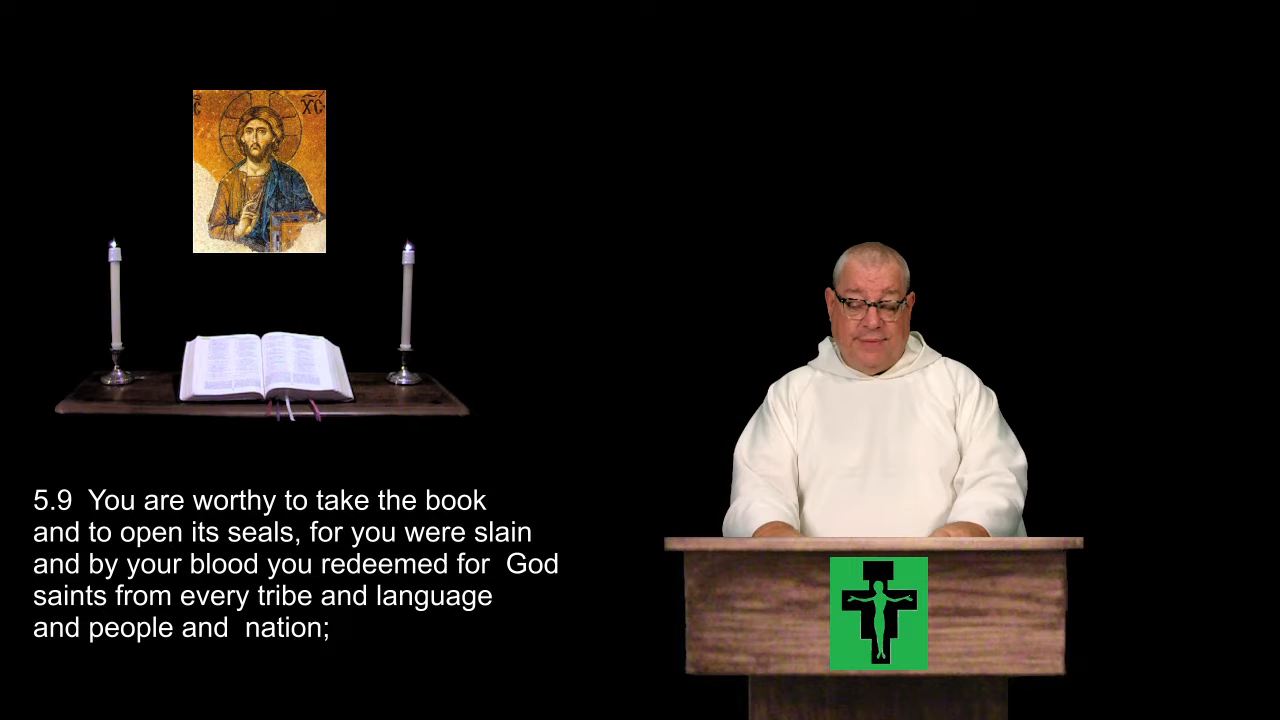 XC
5.9  You are worthy to take the book
and to open its seals, for you were slain
and by your blood you redeemed for  God
saints from every tribe and language
and people and  nation;